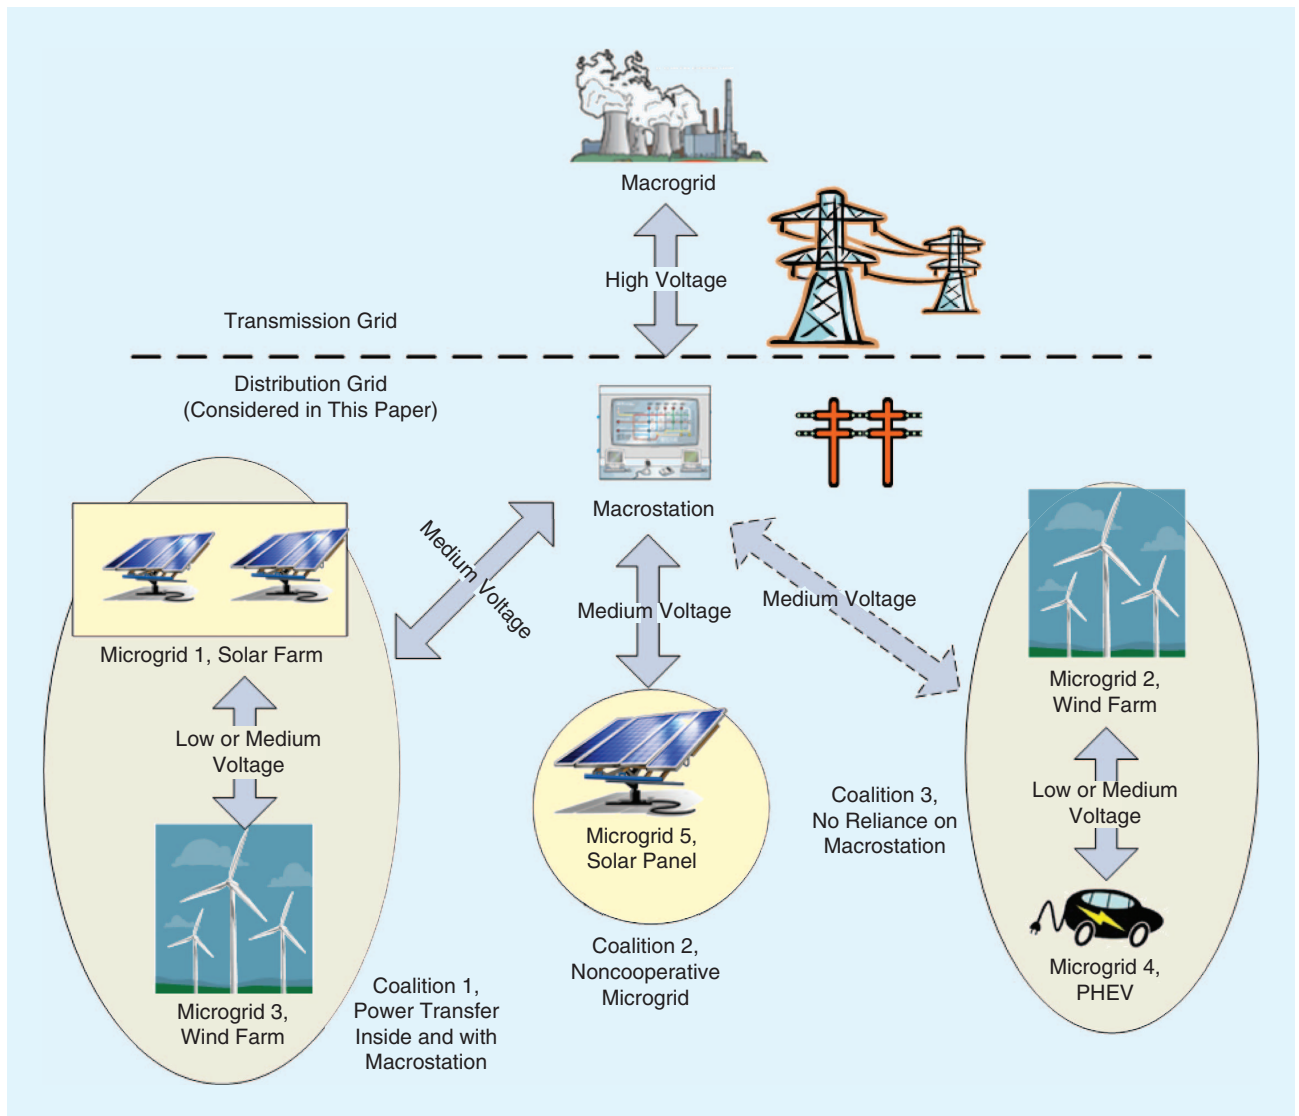 Macrogrid
High Voltage
Transmission Grid
Distribution Grid
(Considered in This Paper)
Macrostation
Medium Voltage
Medium Voltage
Medium Voltage
Microgrid 1, Solar Farm
Low or Medium
Voltage
Microgrid 3,
Wind Farm
Coalition 1,
Power Transfer
Inside and with
Macrostation
Microgrid 5,
Solar Panel
Coalition 2,
Noncooperative
Microgrid
Coalition 3,
No Reliance on
Macrostation
Microgrid 2,
Wind Farm
Low or Medium
Voltage
Microgrid 4,
PHEV